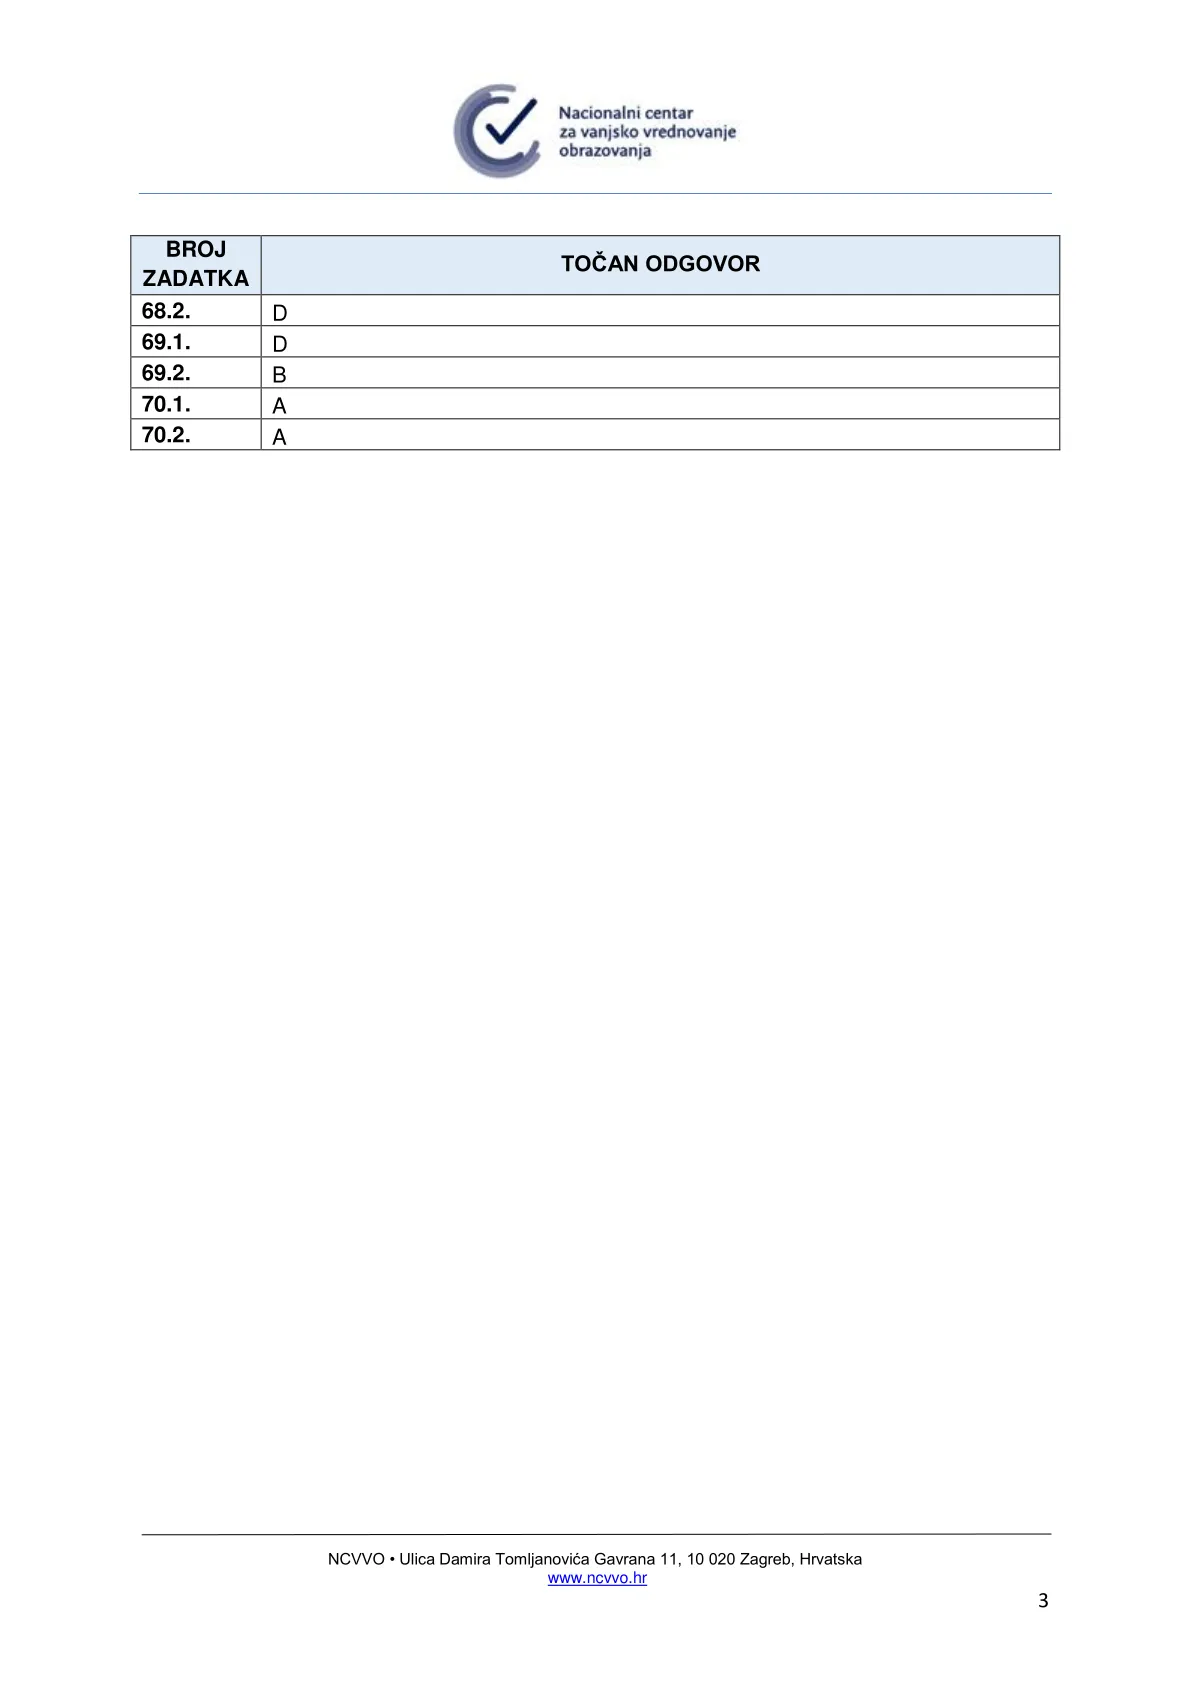 Nacionalni centar
za vanjsko vrednovanje
obrazovanja
BROJ
ZADATKA
TOČAN ODGOVOR
68.2. D
69.1. D
69.2. B
70.1. A
70.2. A
NCVVO • Ulica Damira Tomljanovića Gavrana 11, 10 020 Zagreb, Hrvatska
www.ncvvo.hr
3